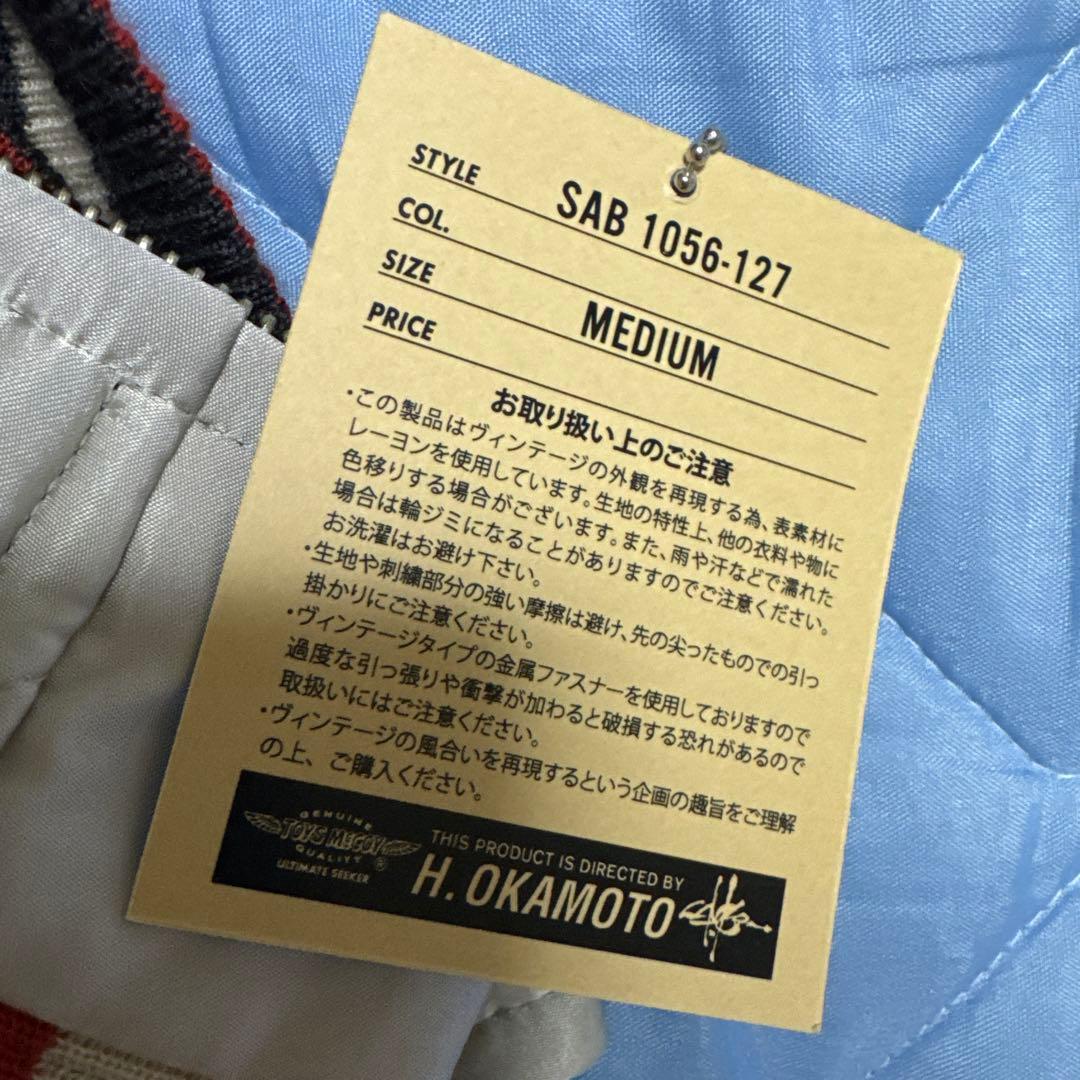 STYLE SAB 1056-127
COL.
SIZE MEDIUM
PRICE
お取り扱い上のご注意
・この製品はヴィンテージの外観を再現する為、表素材に
レーヨンを使用しています。生地の特性上、他の衣料や物に
色移りする場合がございます。また、雨や汗などで濡れた
場合は輪ジミになることがありますのでご注意ください。
お洗濯はお避け下さい。
・生地や刺繍部分の強い摩擦は避け、先の尖ったものでの引っ
掛かりにご注意ください。
・ヴィンテージタイプの金属ファスナーを使用しておりますので
過度な引っ張りや衝撃が加わると破損する恐れがあるので
取扱いにはご注意ください。
・ヴィンテージの風合いを再現するという企画の趣旨をご理解
の上、ご購入ください。
GENUINE
TOYS McCOY
QUALITY ®
ULTIMATE SEEKER
THIS PRODUCT IS DIRECTED BY
H. OKAMOTO